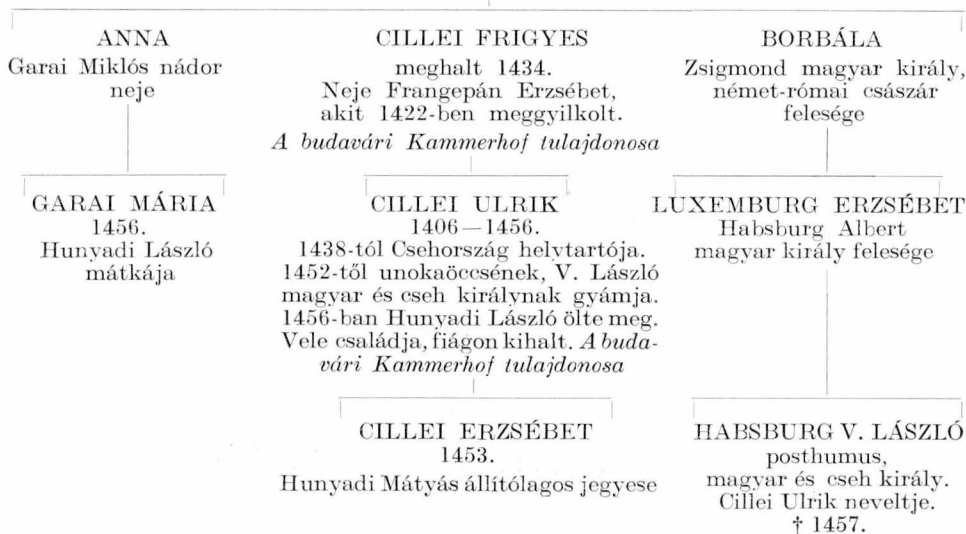 ANNA
Garai Miklós nádor
neje
CILLEI FRIGYES
meghalt 1434.
Neje Frangepán Erzsébet,
akit 1422-ben meggyilkolt.
A budavári Kammerhof tulajdonosa
BORBÁLA
Zsigmond magyar király,
német-római császár
felesége
GARAI MÁRIA
1456.
Hunyadi László
mátkája
CILLEI ULRIK
1406—1456.
1438-tól Csehország helytartója.
1452-től unokaöccsének, V. László
magyar és cseh királynak gyámja.
1456-ban Hunyadi László ölte meg.
Vele családja, fiágon kihalt. A buda-
vári Kammerhof tulajdonosa
LUXEMBURG ERZSÉBET
Habsburg Albert
magyar király felesége
CILLEI ERZSÉBET
1453.
Hunyadi Mátyás állítólagos jegyese
HABSBURG V. LÁSZLÓ
posthumus,
magyar és cseh király.
Cillei Ulrik neveltje.
† 1457.